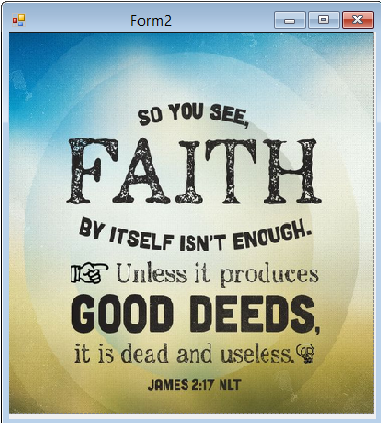 Form2
SO YOU SEE,
FAITH
BY ITSELF ISN'T ENOUGH.
Unless it produces
GOOD DEEDS,
it is dead and useless.
JAMES 2:17 NLT